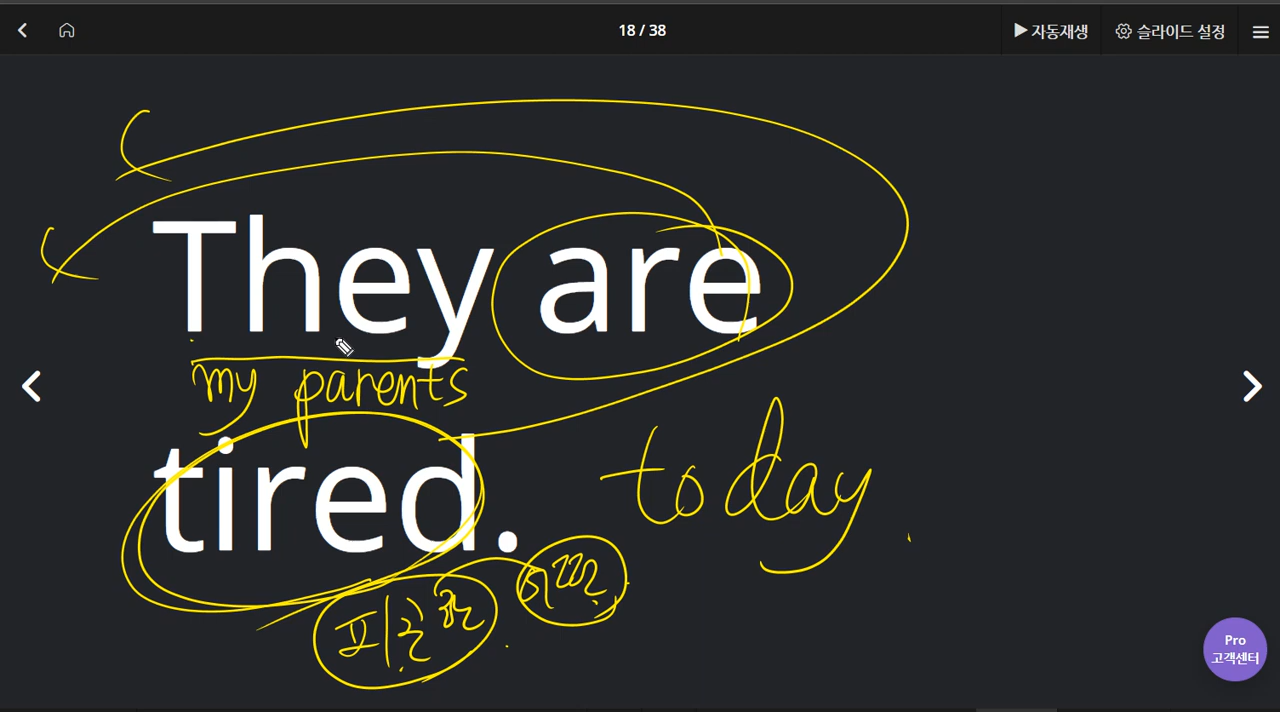 18 / 38
자동재생
슬라이드 설정
They are
my parents
tired.
today.
피곤한
Pro
고객센터